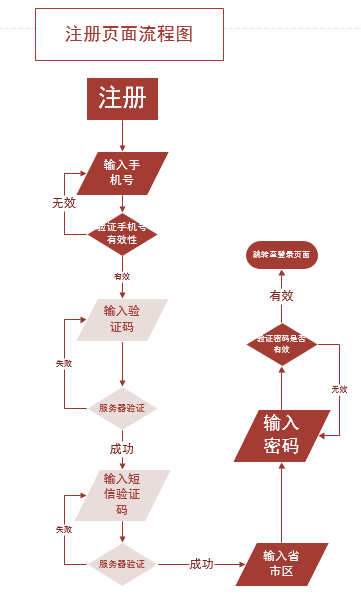 注册页面流程图
注册
输入手
机号
无效
验证手机号
有效性
有效
输入验
证码
失败
服务器验证
成功
输入短
信验证
码
失败
服务器验证
成功
输入省
市区
输入
密码
无效
验证密码是否
有效
有效
跳转至登录页面